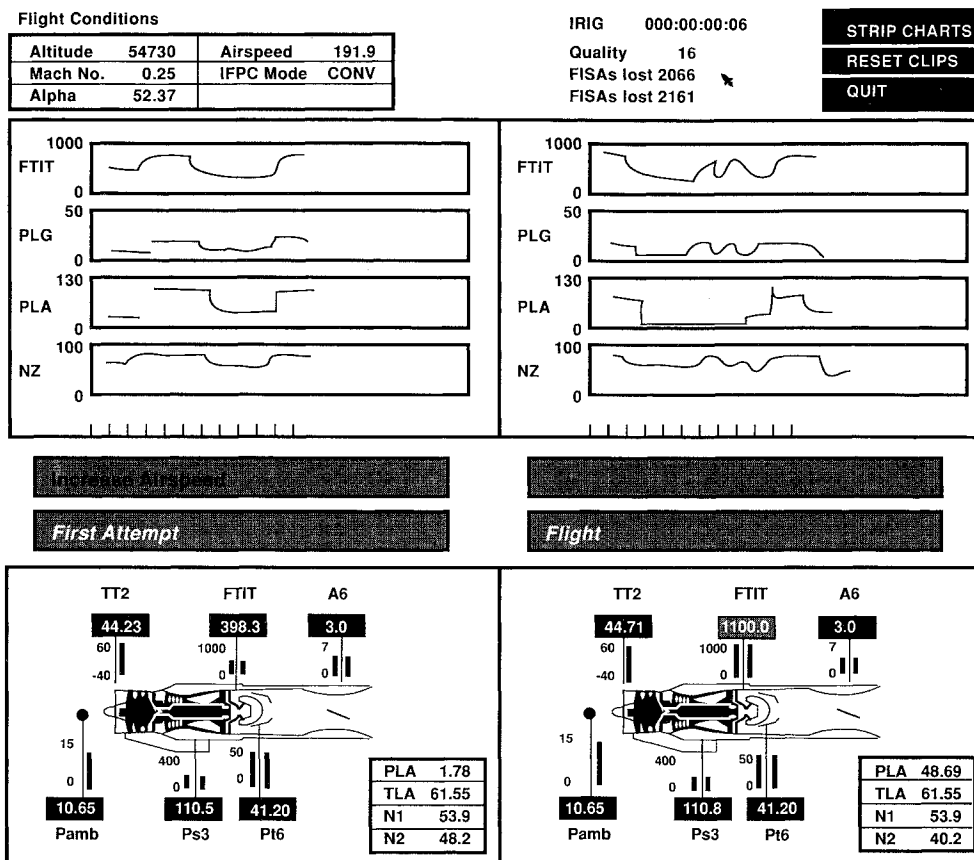 Flight Conditions
Altitude 54730 Airspeed 191.9
Mach No. 0.25 IFPC Mode CONV
Alpha 52.37
IRIG 000:00:00:06
Quality 16
FISAs lost 2066
FISAs lost 2161
STRIP CHARTS
RESET CLIPS
QUIT
1000
FTIT
0
50
PLG
0
130
PLA
0
100
NZ
0
1000
FTIT
0
50
PLG
0
130
PLA
0
100
NZ
0
Increase Airspeed
First Attempt
Flight
TT2 FTIT A6
44.23 398.3 3.0
60 1000 7
-40 0 0
15 400 50
0 0 0
10.65 110.5 41.20
Pamb Ps3 Pt6
PLA 1.78
TLA 61.55
N1 53.9
N2 48.2
TT2 FTIT A6
44.71 1100.0 3.0
60 1000 7
-40 0 0
15 400 50
0 0 0
10.65 110.8 41.20
Pamb Ps3 Pt6
PLA 48.69
TLA 61.55
N1 53.9
N2 40.2